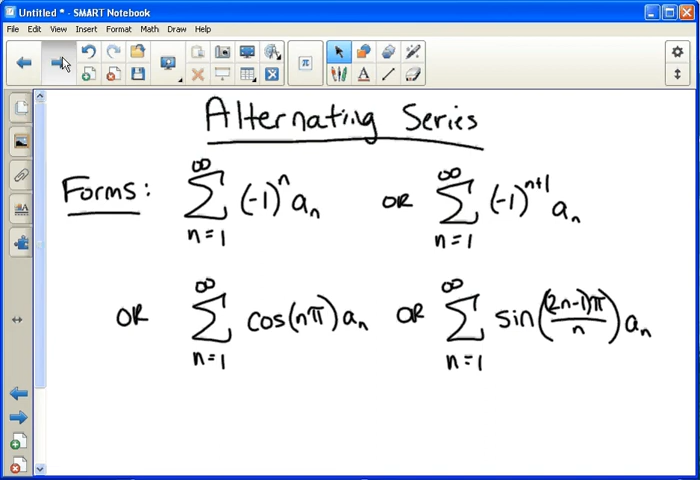 Untitled * - SMART Notebook
File Edit View Insert Format Math Draw Help
Alternating Series
Forms: ∞ ∑ n=1 (-1)^n a_n OR ∞ ∑ n=1 (-1)^(n+1) a_n
OR ∞ ∑ n=1 cos(nπ) a_n OR ∞ ∑ n=1 sin((2n-1)π/n) a_n